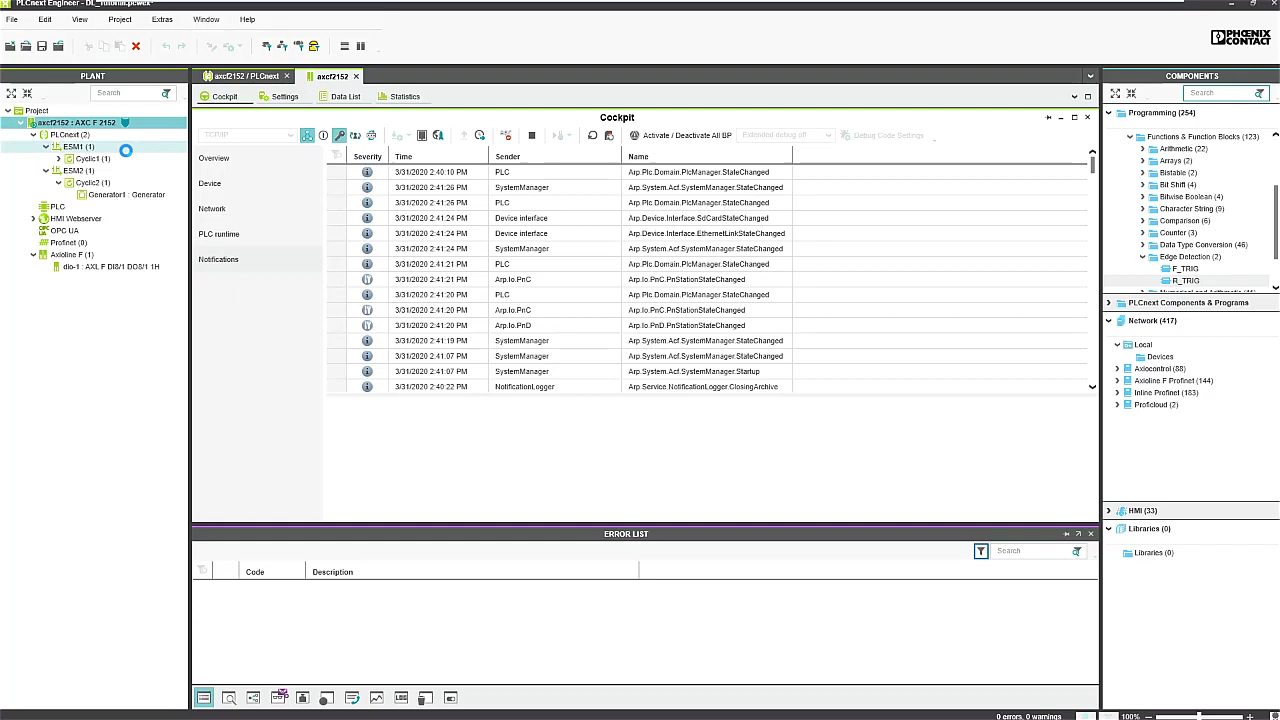 PLCnext Engineer - DL_Tutorial.pcwex*
File Edit View Project Extras Window Help
PHOENIX CONTACT
PLANT
Search
Project
axcf2152 : AXC F 2152
PLCnext (2)
ESM1 (1)
Cyclic1 (1)
ESM2 (1)
Cyclic2 (1)
Generator1 : Generator
PLC
HMI Webserver
OPC UA
Profinet (0)
Axioline F (1)
dio-1 : AXL F DI8/1 DO8/1 1H
axcf2152 / PLCnext axcf2152
Cockpit Settings Data List Statistics
Cockpit
TCP/IP
Activate / Deactivate All BP Extended debug off Debug Code Settings
Overview
Device
Network
PLC runtime
Notifications
Severity Time Sender Name
3/31/2020 2:40:10 PM PLC Arp.Plc.Domain.PlcManager.StateChanged
3/31/2020 2:41:26 PM SystemManager Arp.System.Acf.SystemManager.StateChanged
3/31/2020 2:41:26 PM PLC Arp.Plc.Domain.PlcManager.StateChanged
3/31/2020 2:41:24 PM Device interface Arp.Device.Interface.SdCardStateChanged
3/31/2020 2:41:24 PM Device interface Arp.Device.Interface.EthernetLinkStateChanged
3/31/2020 2:41:24 PM SystemManager Arp.System.Acf.SystemManager.StateChanged
3/31/2020 2:41:21 PM PLC Arp.Plc.Domain.PlcManager.StateChanged
3/31/2020 2:41:21 PM Arp.Io.PnC Arp.Io.PnC.PnStationStateChanged
3/31/2020 2:41:20 PM PLC Arp.Plc.Domain.PlcManager.StateChanged
3/31/2020 2:41:20 PM Arp.Io.PnC Arp.Io.PnC.PnStationStateChanged
3/31/2020 2:41:20 PM Arp.Io.PnD Arp.Io.PnD.PnStationStateChanged
3/31/2020 2:41:19 PM SystemManager Arp.System.Acf.SystemManager.StateChanged
3/31/2020 2:41:07 PM SystemManager Arp.System.Acf.SystemManager.StateChanged
3/31/2020 2:41:07 PM SystemManager Arp.System.Acf.SystemManager.Startup
3/31/2020 2:40:22 PM NotificationLogger Arp.Service.NotificationLogger.ClosingArchive
ERROR LIST
Search
Code Description
COMPONENTS
Search
Programming (254)
Functions & Function Blocks (123)
Arithmetic (22)
Arrays (2)
Bistable (2)
Bit Shift (4)
Bitwise Boolean (4)
Character String (9)
Comparison (6)
Counter (3)
Data Type Conversion (46)
Edge Detection (2)
F_TRIG
R_TRIG
PLCnext Components & Programs
Network (417)
Local
Devices
Axiocontrol (88)
Axioline F Profinet (144)
Inline Profinet (183)
Proficloud (2)
HMI (33)
Libraries (0)
Libraries (0)
0 errors, 0 warnings 100%